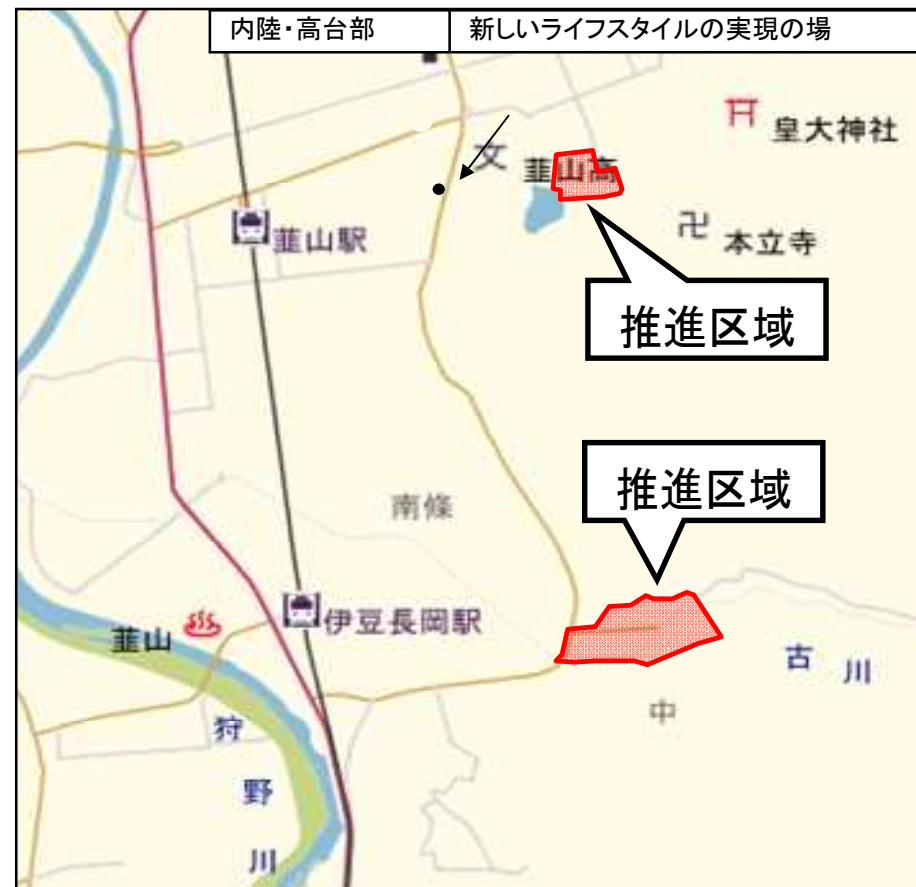 内陸・高台部 新しいライフスタイルの実現の場
皇大神社
文 韮山高
韮山駅
本立寺
推進区域
推進区域
南條
伊豆長岡駅
韮山
古川
中
狩野川